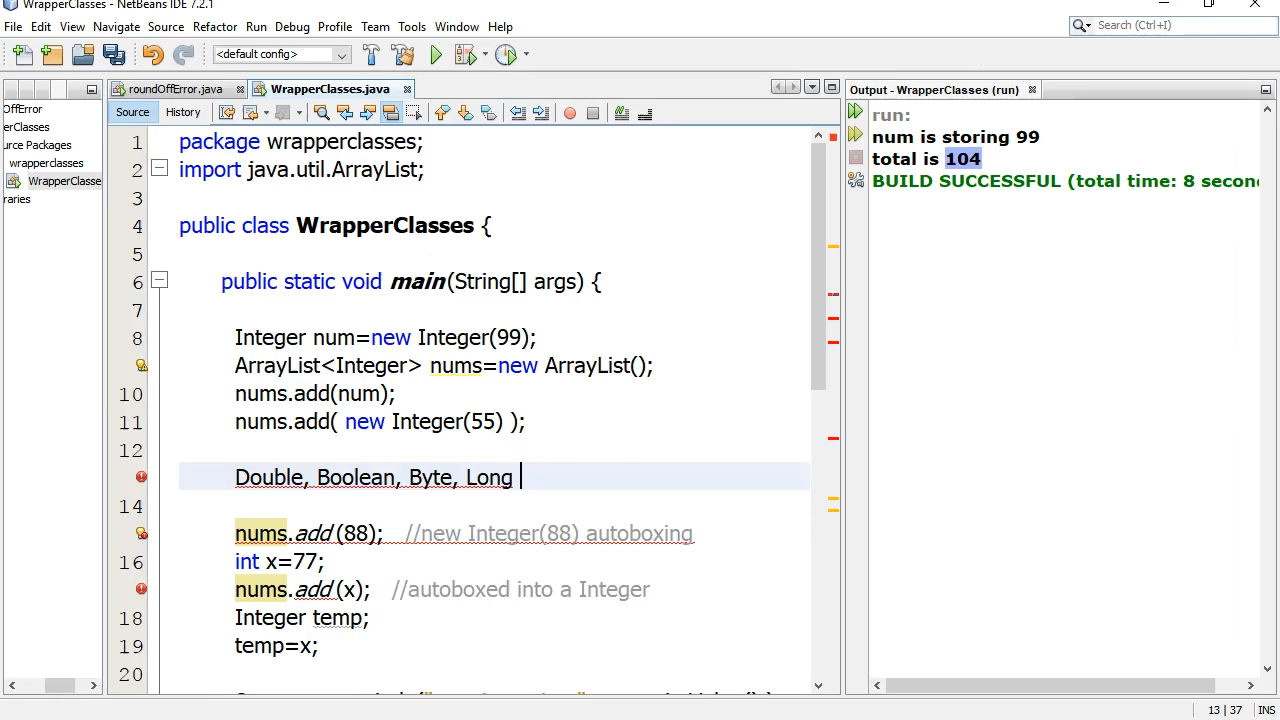 WrapperClasses - NetBeans IDE 7.2.1
File Edit View Navigate Source Refactor Run Debug Profile Team Tools Window Help
Search (Ctrl+I)
<default config>
roundOffError.java
WrapperClasses.java
Output - WrapperClasses (run)
Source History
OffError
erClasses
urce Packages
wrapperclasses
WrapperClasse
raries
1 package wrapperclasses;
2 import java.util.ArrayList;
3
4 public class WrapperClasses {
5
6 public static void main(String[] args) {
7
8 Integer num=new Integer(99);
ArrayList<Integer> nums=new ArrayList();
10 nums.add(num);
11 nums.add( new Integer(55) );
12
Double, Boolean, Byte, Long
14
nums.add(88); //new Integer(88) autoboxing
16 int x=77;
nums.add(x); //autoboxed into a Integer
18 Integer temp;
19 temp=x;
20
run:
num is storing 99
total is 104
BUILD SUCCESSFUL (total time: 8 secon
13 | 37 INS